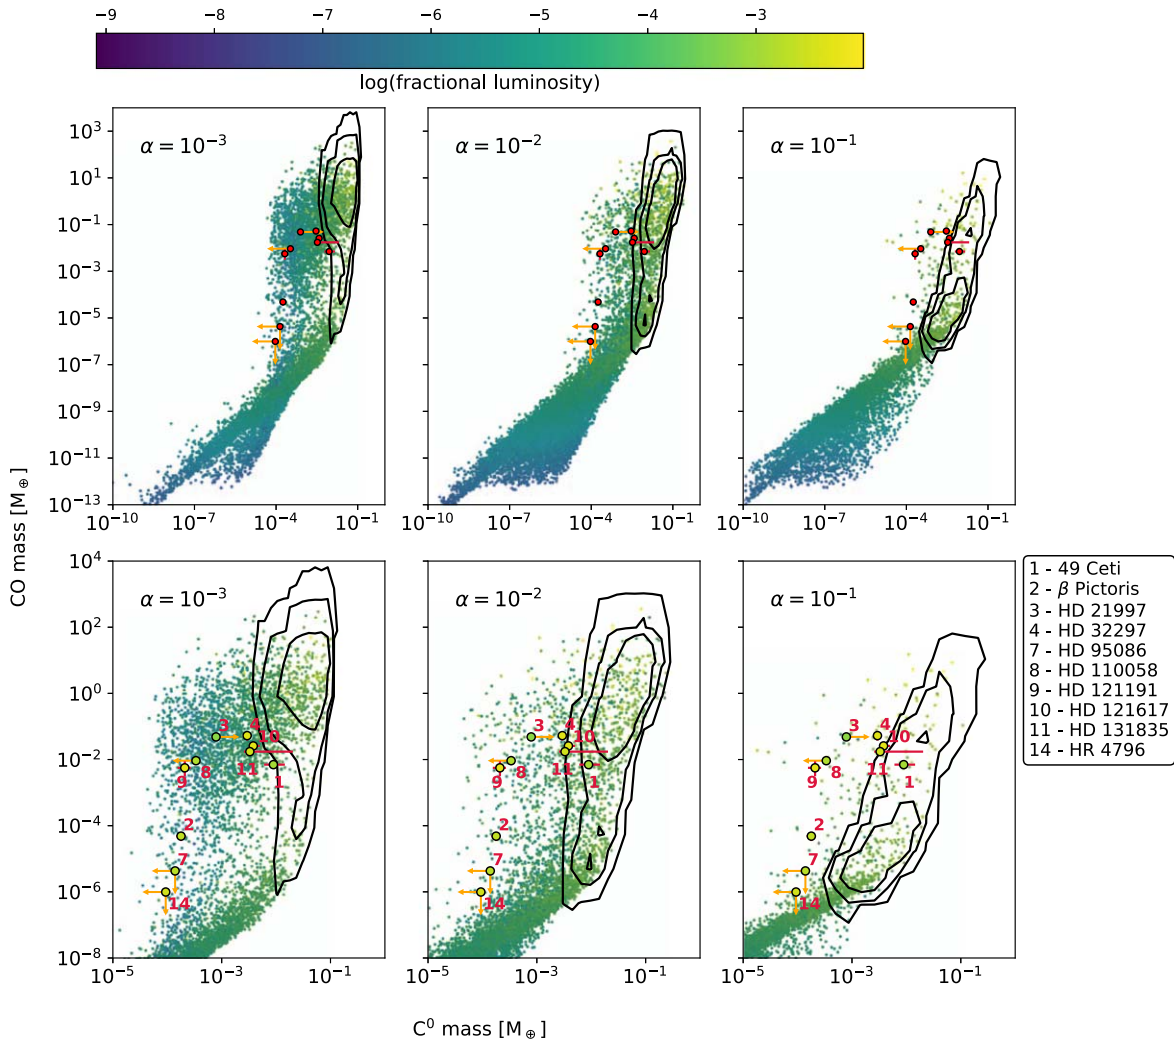 −9 −8 −7 −6 −5 −4 −3
log(fractional luminosity)
α = 10⁻³
α = 10⁻²
α = 10⁻¹
10³
10¹
10⁻¹
10⁻³
10⁻⁵
10⁻⁷
10⁻⁹
10⁻¹¹
10⁻¹³
10⁻¹⁰ 10⁻⁷ 10⁻⁴ 10⁻¹
10⁻¹⁰ 10⁻⁷ 10⁻⁴ 10⁻¹
10⁻¹⁰ 10⁻⁷ 10⁻⁴ 10⁻¹
CO mass [M⊕]
α = 10⁻³
α = 10⁻²
α = 10⁻¹
10⁴
10²
10⁰
10⁻²
10⁻⁴
10⁻⁶
10⁻⁸
3 4 10
8 9 11 1
2
7
14
3 4 10
8 9 11 1
2
7
14
3 4 10
8 9 11 1
2
7
14
10⁻⁵ 10⁻³ 10⁻¹
10⁻⁵ 10⁻³ 10⁻¹
10⁻⁵ 10⁻³ 10⁻¹
C⁰ mass [M⊕]
1 - 49 Ceti
2 - β Pictoris
3 - HD 21997
4 - HD 32297
7 - HD 95086
8 - HD 110058
9 - HD 121191
10 - HD 121617
11 - HD 131835
14 - HR 4796